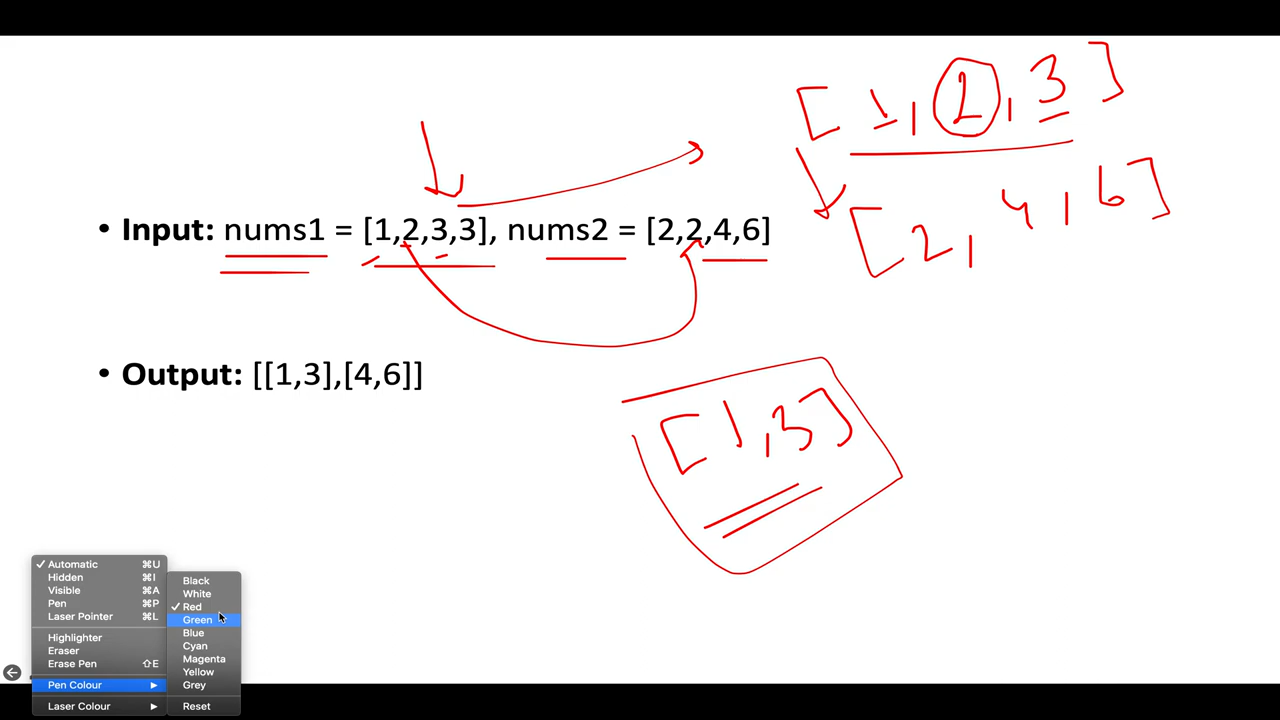 [1,2,3]
[2,4,6]
• Input: nums1 = [1,2,3,3], nums2 = [2,2,4,6]
• Output: [[1,3],[4,6]]
[1,3]
✓ Automatic ⌘U
Hidden ⌘I
Visible ⌘A
Pen ⌘P
Laser Pointer ⌘L
Highlighter
Eraser
Erase Pen ⇧E
Pen Colour ▶
Laser Colour ▶
Black
White
✓ Red
Green
Blue
Cyan
Magenta
Yellow
Grey
Reset